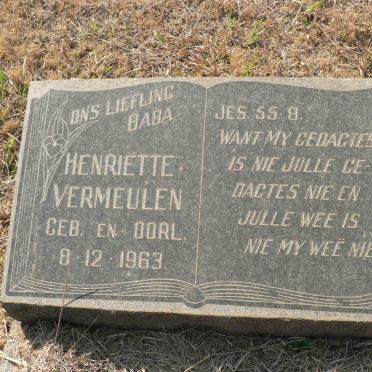 ONS LIEFLING
BABA
HENRIETTE
VERMEULEN
GEB. EN OORL.
8-12-1963.
JES. 55-8.
WANT MY GEDAGTES
IS NIE JULLE GE-
DAGTES NIE EN
JULLE WEË IS
NIE MY WEË NIE